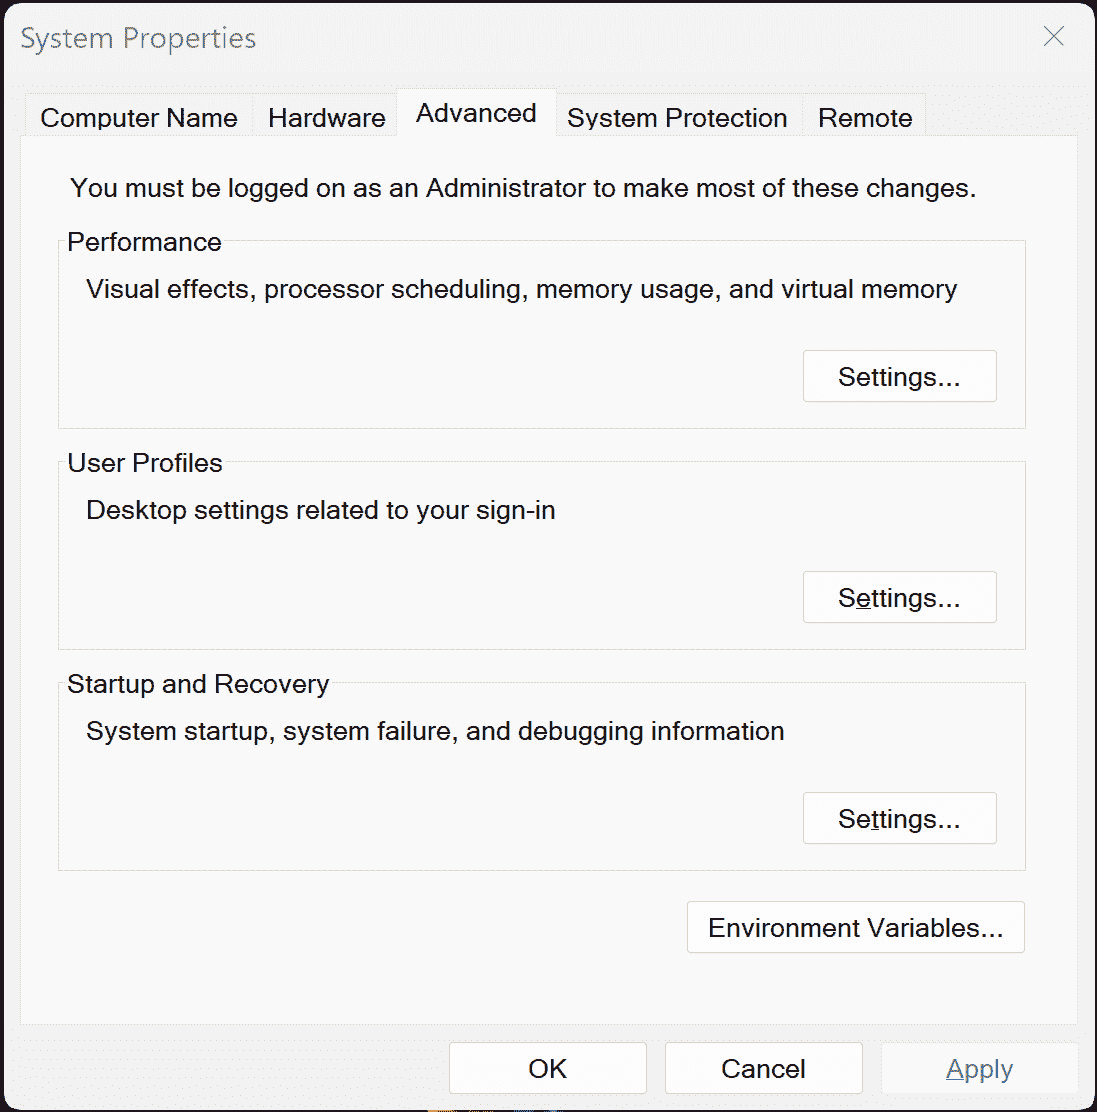 System Properties
Computer Name Hardware Advanced System Protection Remote
You must be logged on as an Administrator to make most of these changes.
Performance
Visual effects, processor scheduling, memory usage, and virtual memory
Settings...
User Profiles
Desktop settings related to your sign-in
Settings...
Startup and Recovery
System startup, system failure, and debugging information
Settings...
Environment Variables...
OK Cancel Apply